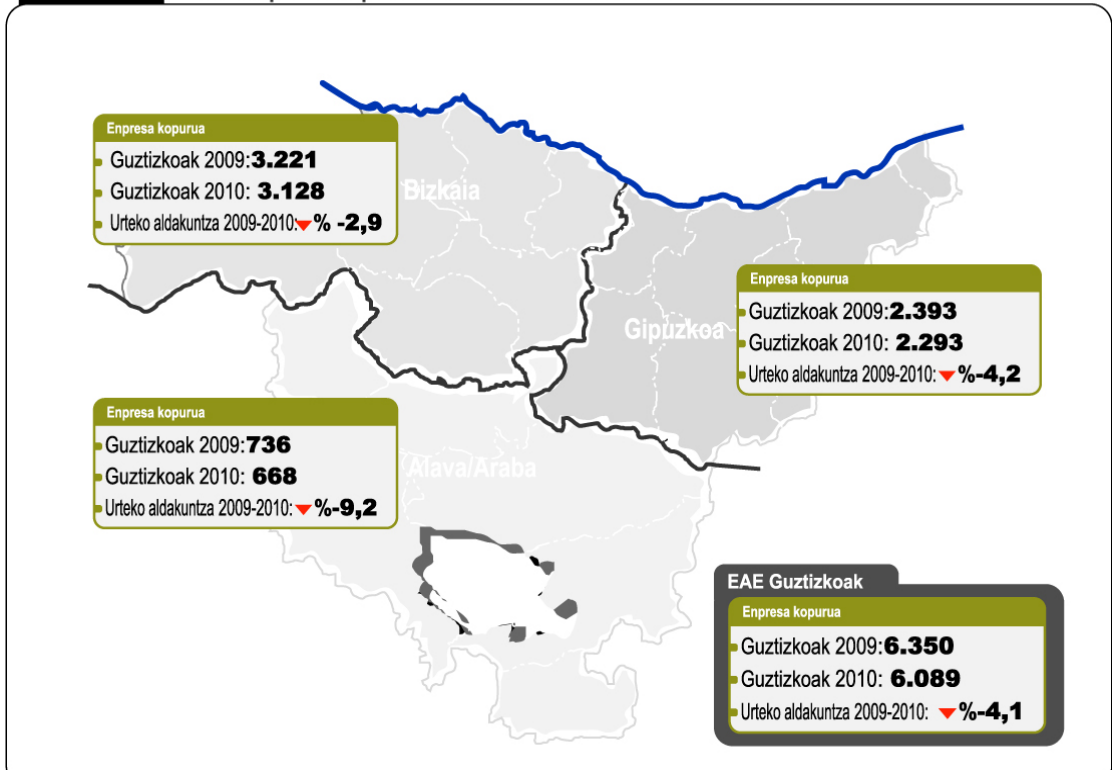 Enpresa kopurua
Guztizkoak 2009:3.221
Guztizkoak 2010: 3.128
Urteko aldakuntza 2009-2010:▼% -2,9
Bizkaia
Enpresa kopurua
Guztizkoak 2009:2.393
Guztizkoak 2010: 2.293
Urteko aldakuntza 2009-2010:▼%-4,2
Gipuzkoa
Enpresa kopurua
Guztizkoak 2009:736
Guztizkoak 2010: 668
Urteko aldakuntza 2009-2010:▼%-9,2
Alava/Araba
EAE Guztizkoak
Enpresa kopurua
Guztizkoak 2009:6.350
Guztizkoak 2010: 6.089
Urteko aldakuntza 2009-2010: ▼%-4,1